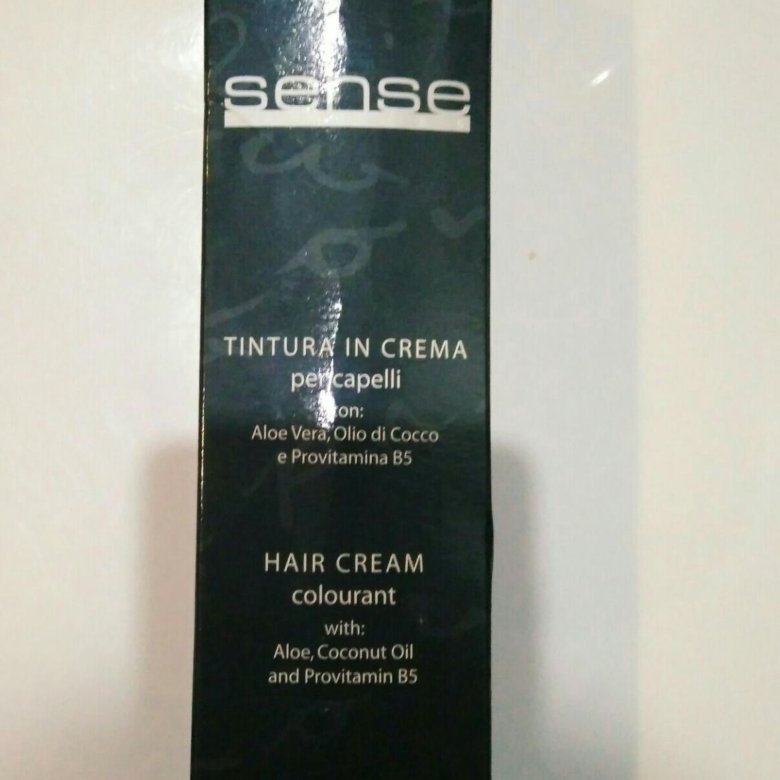 sense
TINTURA IN CREMA
per capelli
con:
Aloe Vera, Olio di Cocco
e Provitamina B5
HAIR CREAM
colourant
with:
Aloe, Coconut Oil
and Provitamin B5